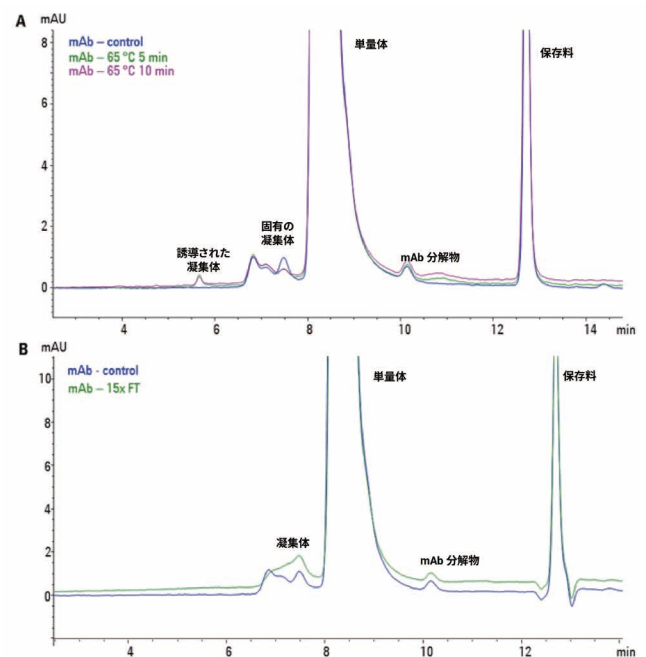 A
mAU
mAb – control
mAb – 65 °C 5 min
mAb – 65 °C 10 min
単量体
保存料
誘導された
凝集体
固有の
凝集体
mAb 分解物
8
6
4
2
0
4 6 8 10 12 14 min
B
mAU
mAb - control
mAb – 15x FT
単量体
保存料
凝集体
mAb 分解物
10
8
6
4
2
0
4 6 8 10 12 min